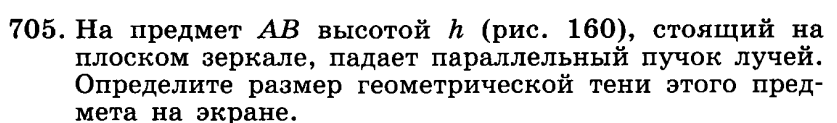 705. На предмет AB высотой h (рис. 160), стоящий на
плоском зеркале, падает параллельный пучок лучей.
Определите размер геометрической тени этого пред-
мета на экране.